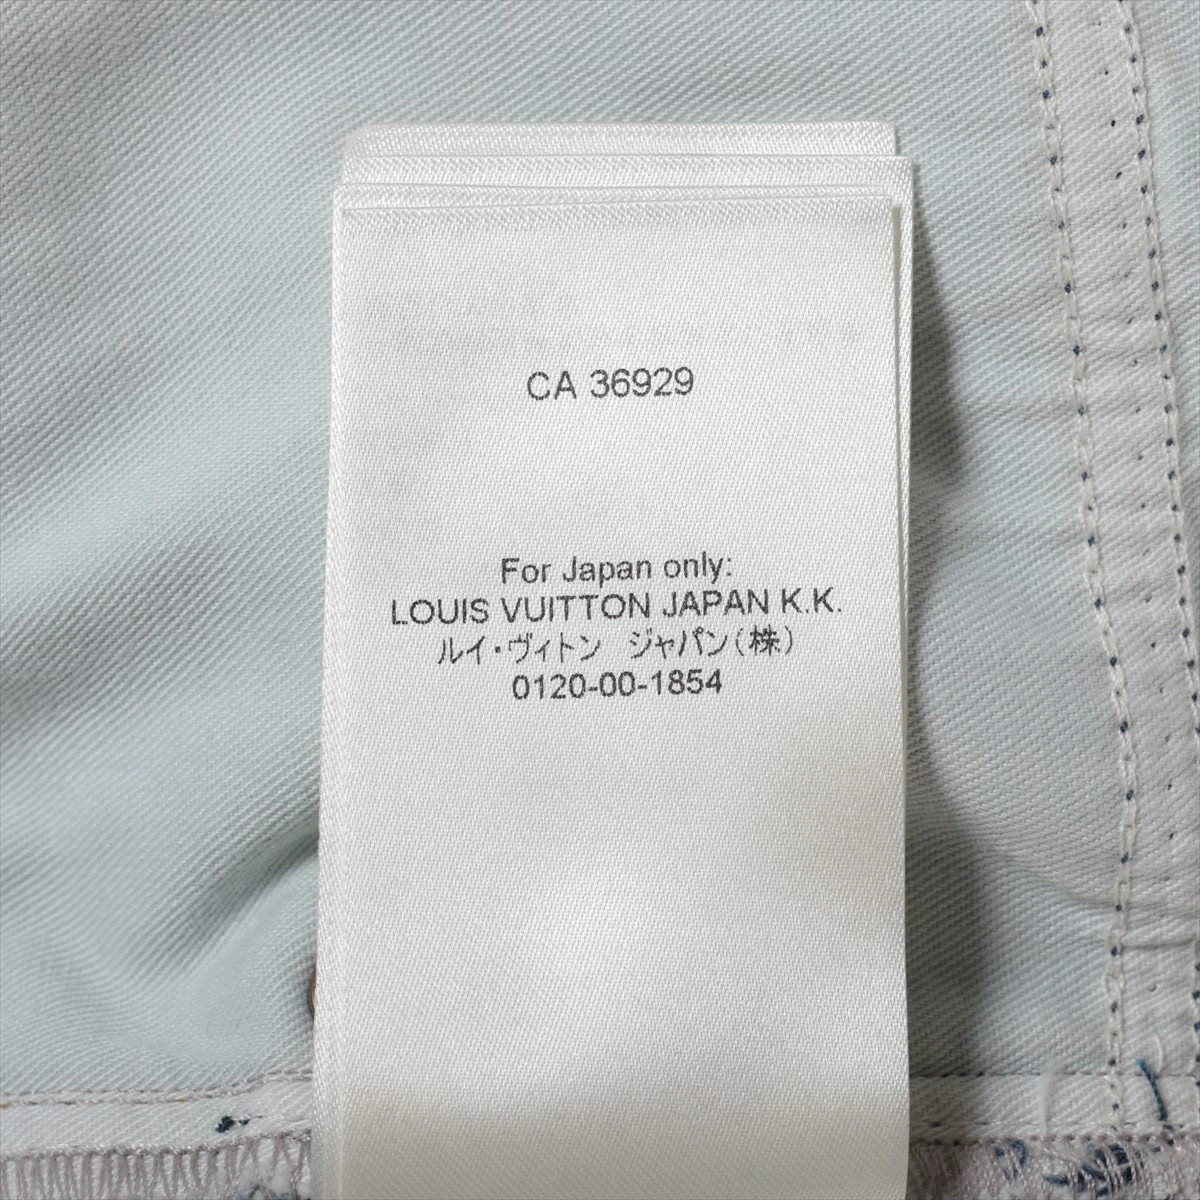 CA 36929
For Japan only:
LOUIS VUITTON JAPAN K.K.
ルイ・ヴィトン ジャパン(株)
0120-00-1854